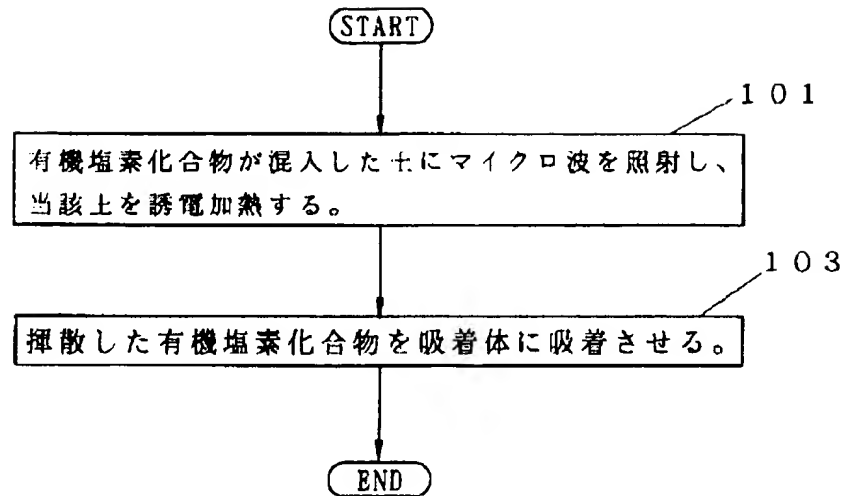 START
101
有機塩素化合物が混入した土にマイクロ波を照射し、
当該土を誘電加熱する。
103
揮散した有機塩素化合物を吸着体に吸着させる。
END